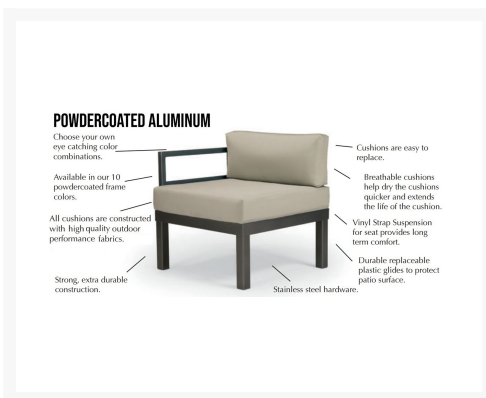 POWDERCOATED ALUMINUM
Choose your own
eye catching color
combinations.
Available in our 10
powdercoated frame
colors.
All cushions are constructed
with high quality outdoor
performance fabrics.
Strong, extra durable
construction.
Cushions are easy to
replace.
Breathable cushions
help dry the cushions
quicker and extends
the life of the cushion.
Vinyl Strap Suspension
for seat provides long
term comfort.
Durable replaceable
plastic glides to protect
patio surface.
Stainless steel hardware.